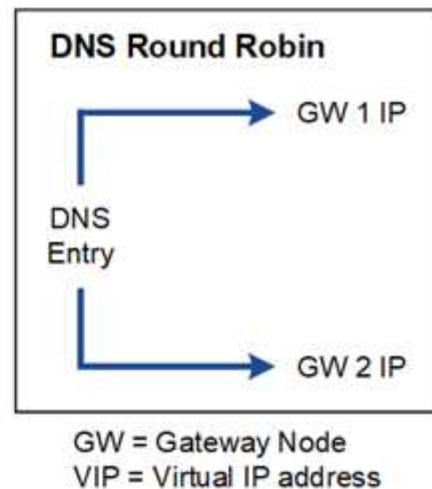 DNS Round Robin
GW 1 IP
DNS
Entry
GW 2 IP
GW = Gateway Node
VIP = Virtual IP address